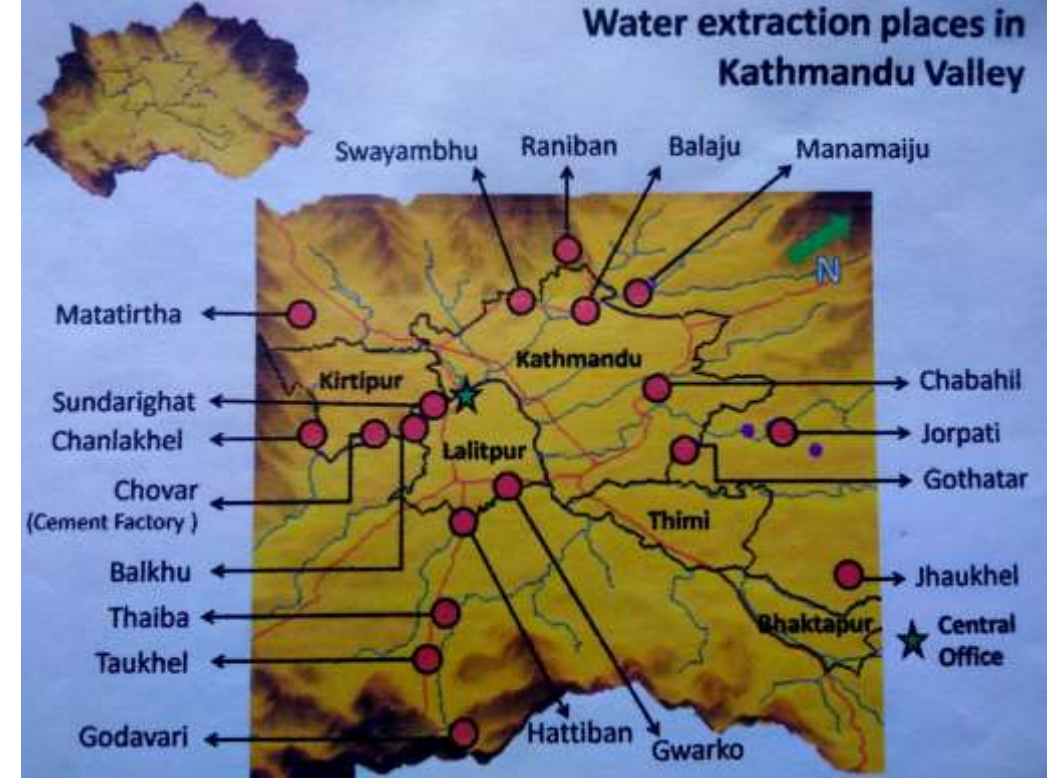 Water extraction places in
Kathmandu Valley
Swayambhu
Raniban
Balaju
Manamaiju
N
Matatirtha
Kathmandu
Kirtipur
Chabahil
Sundarighat
Chanlakhel
Jorpati
Lalitpur
Gothatar
Chovar
(Cement Factory )
Thimi
Balkhu
Jhaukhel
Thaiba
Bhaktapur
Central
Office
Taukhel
Godavari
Hattiban
Gwarko